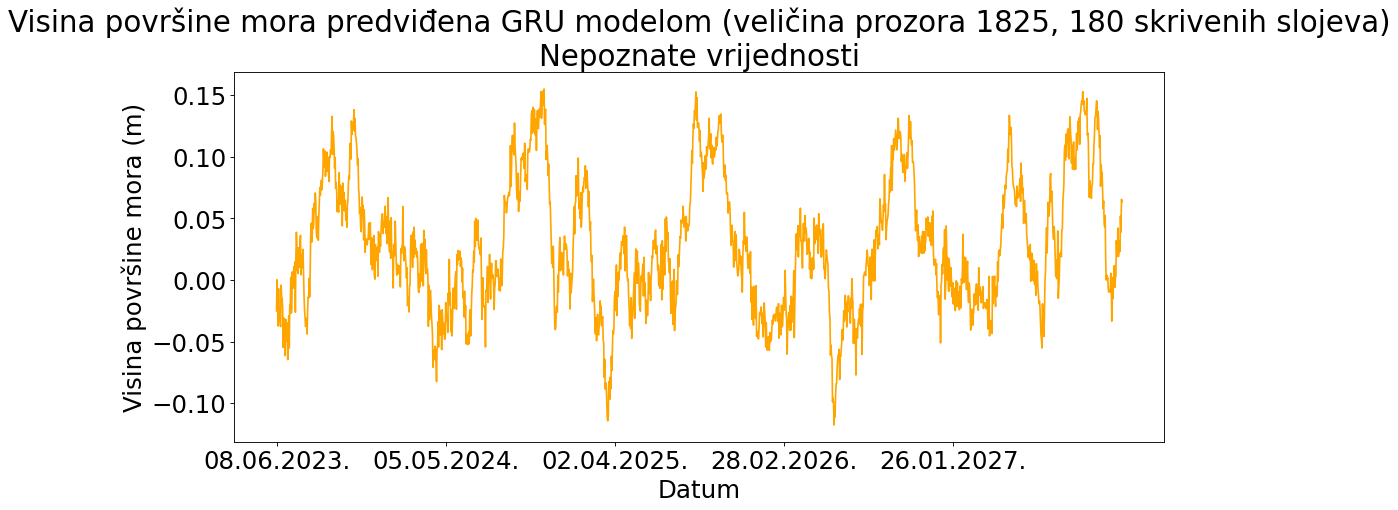 Visina površine mora predviđena GRU modelom (veličina prozora 1825, 180 skrivenih slojeva)
Nepoznate vrijednosti
Visina površine mora (m)
0.15
0.10
0.05
0.00
−0.05
−0.10
08.06.2023. 05.05.2024. 02.04.2025. 28.02.2026. 26.01.2027.
Datum